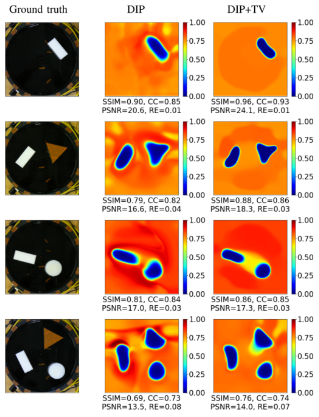 Ground truth DIP DIP+TV
1.00 1.00
0.75 0.75
0.50 0.50
0.25 0.25
0.00 0.00
SSIM=0.90, CC=0.85 SSIM=0.96, CC=0.93
PSNR=20.6, RE=0.01 PSNR=24.1, RE=0.01
1.00 1.00
0.75 0.75
0.50 0.50
0.25 0.25
0.00 0.00
SSIM=0.79, CC=0.82 SSIM=0.88, CC=0.86
PSNR=16.6, RE=0.04 PSNR=18.3, RE=0.03
1.00 1.00
0.75 0.75
0.50 0.50
0.25 0.25
0.00 0.00
SSIM=0.81, CC=0.84 SSIM=0.86, CC=0.85
PSNR=17.0, RE=0.03 PSNR=17.3, RE=0.03
1.00 1.00
0.75 0.75
0.50 0.50
0.25 0.25
0.00 0.00
SSIM=0.69, CC=0.73 SSIM=0.76, CC=0.74
PSNR=13.5, RE=0.08 PSNR=14.0, RE=0.07